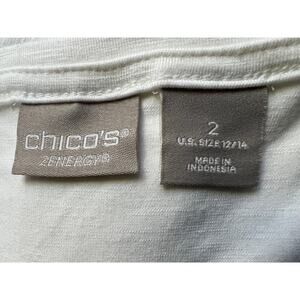 chico's®
ZENERGY®
2
U.S. SIZE 12/14
MADE IN
INDONESIA